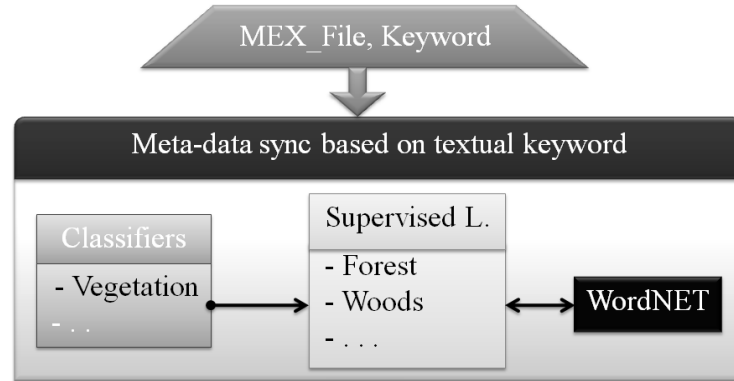 MEX_File, Keyword
Meta-data sync based on textual keyword
Classifiers
- Vegetation
- . .
Supervised L.
- Forest
- Woods
- . . .
WordNET